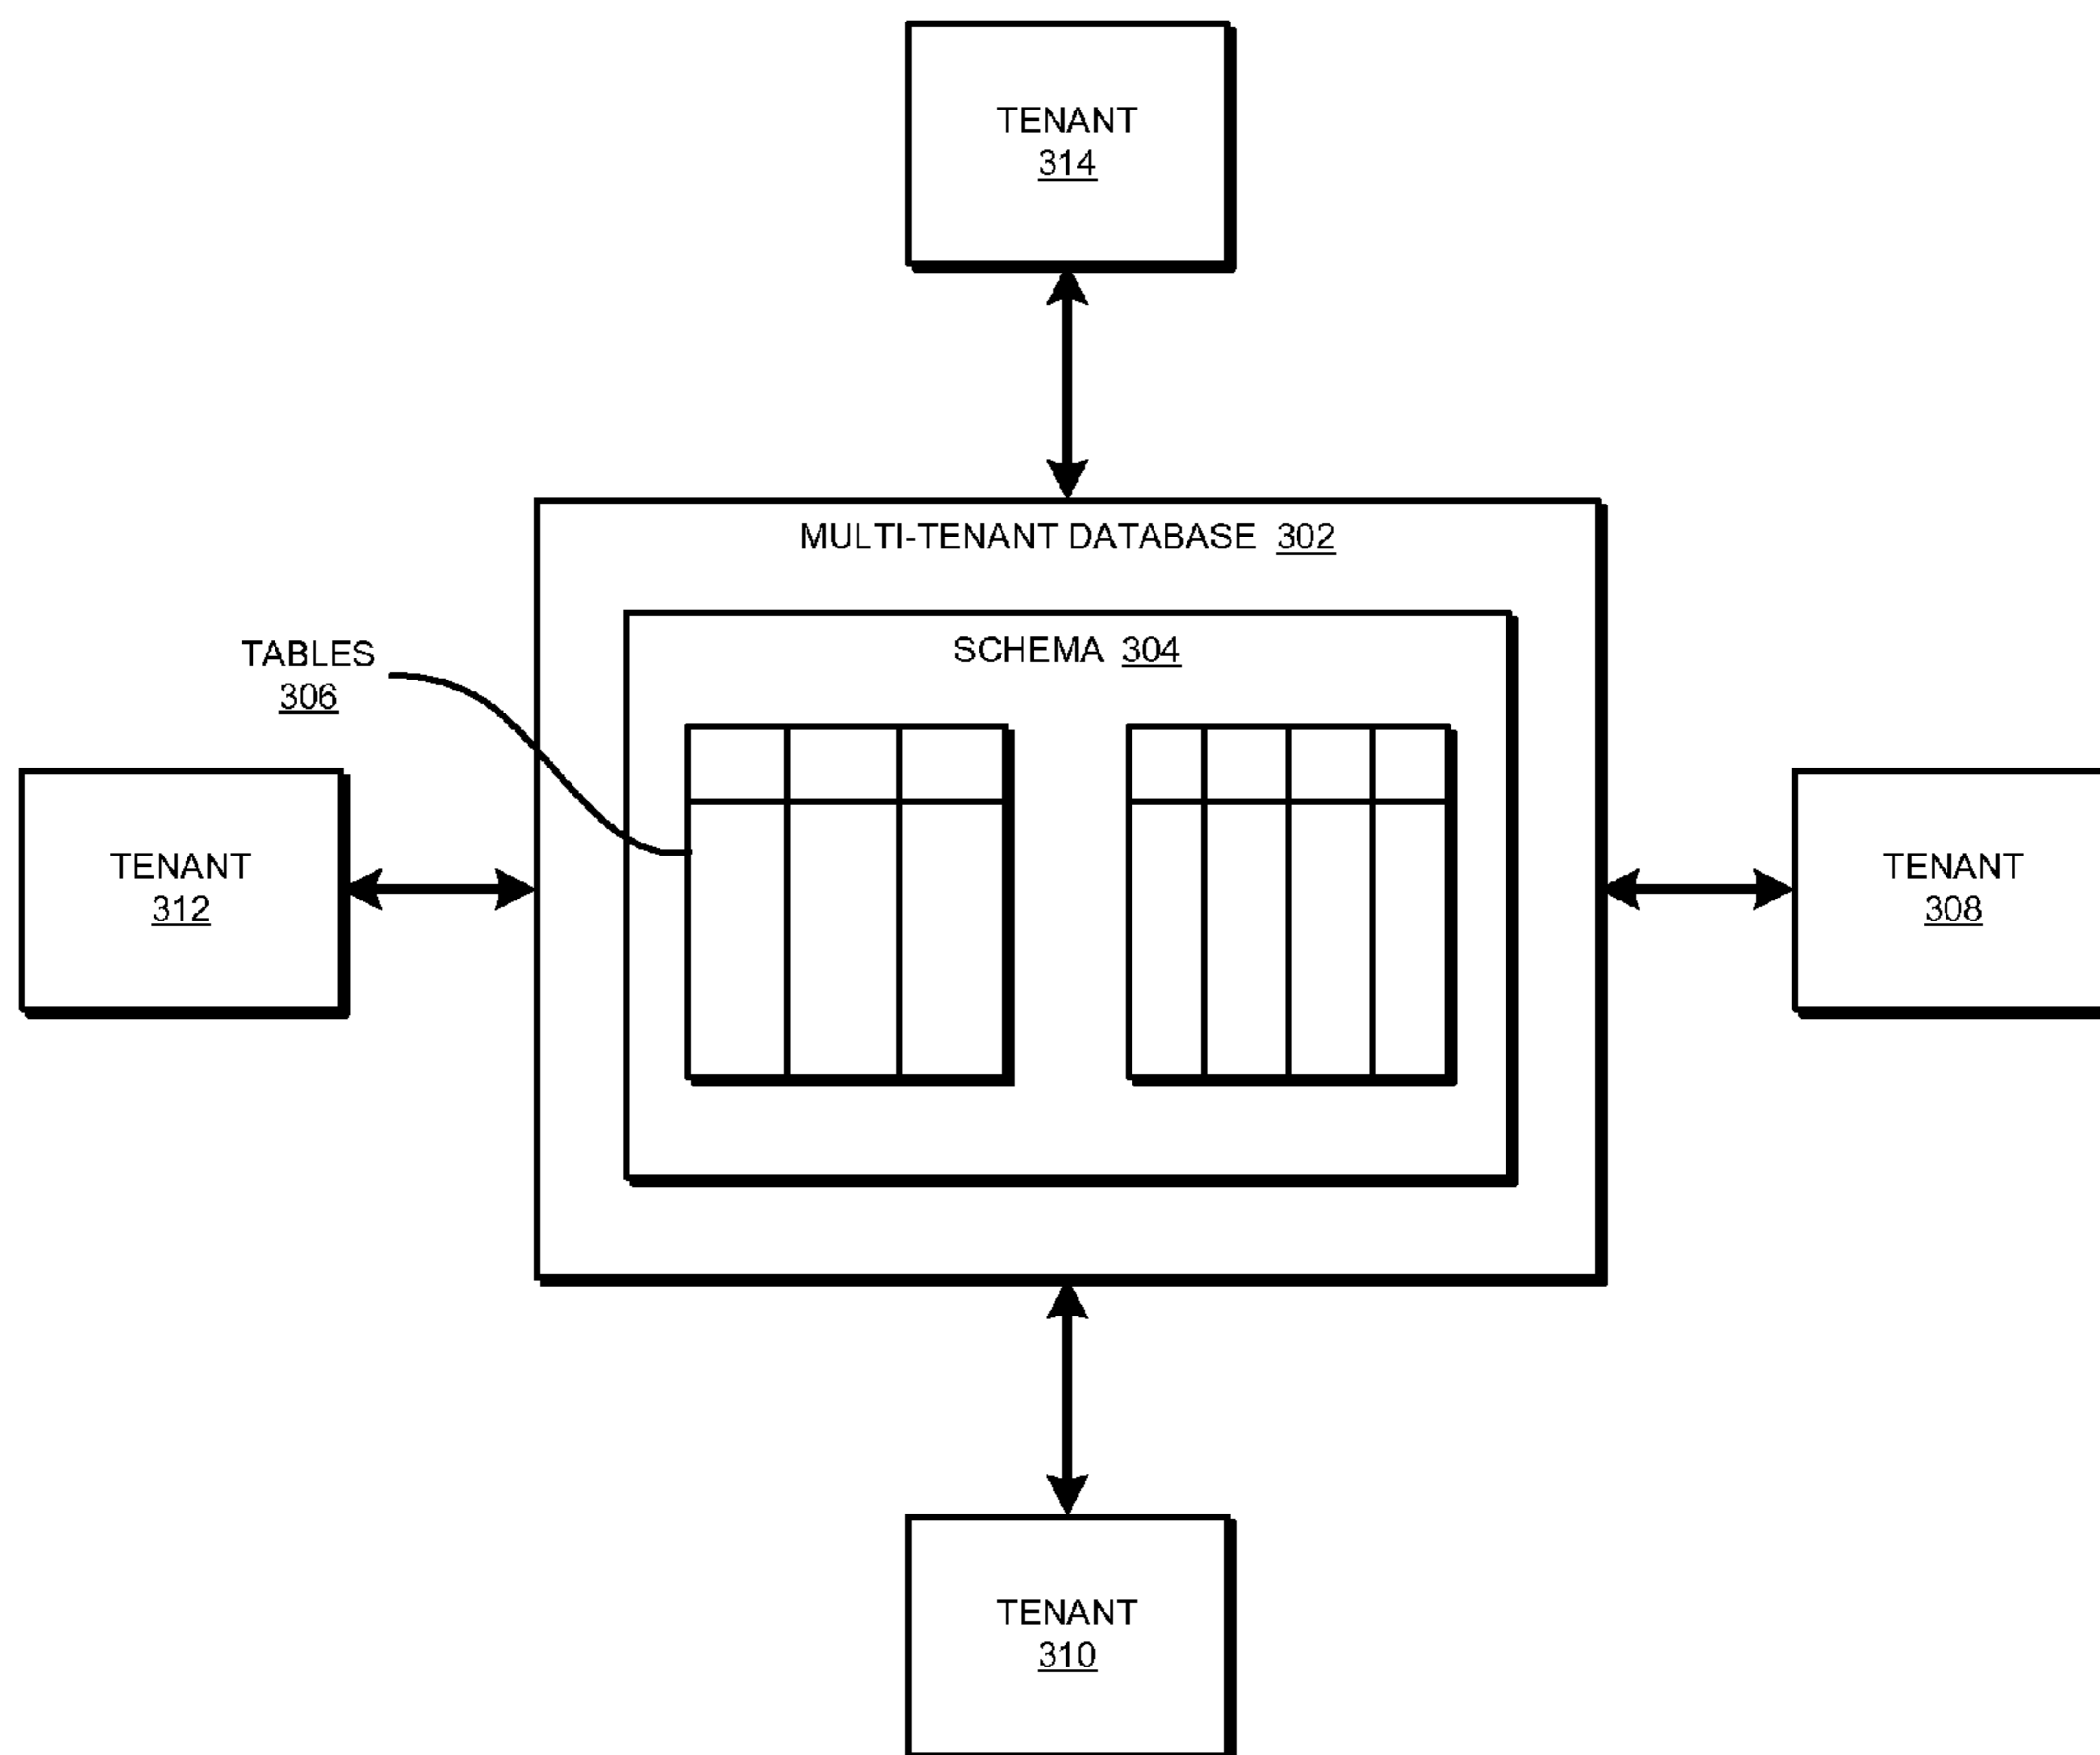 TENANT
314
MULTI-TENANT DATABASE 302
SCHEMA 304
TABLES
306
TENANT
312
TENANT
308
TENANT
310